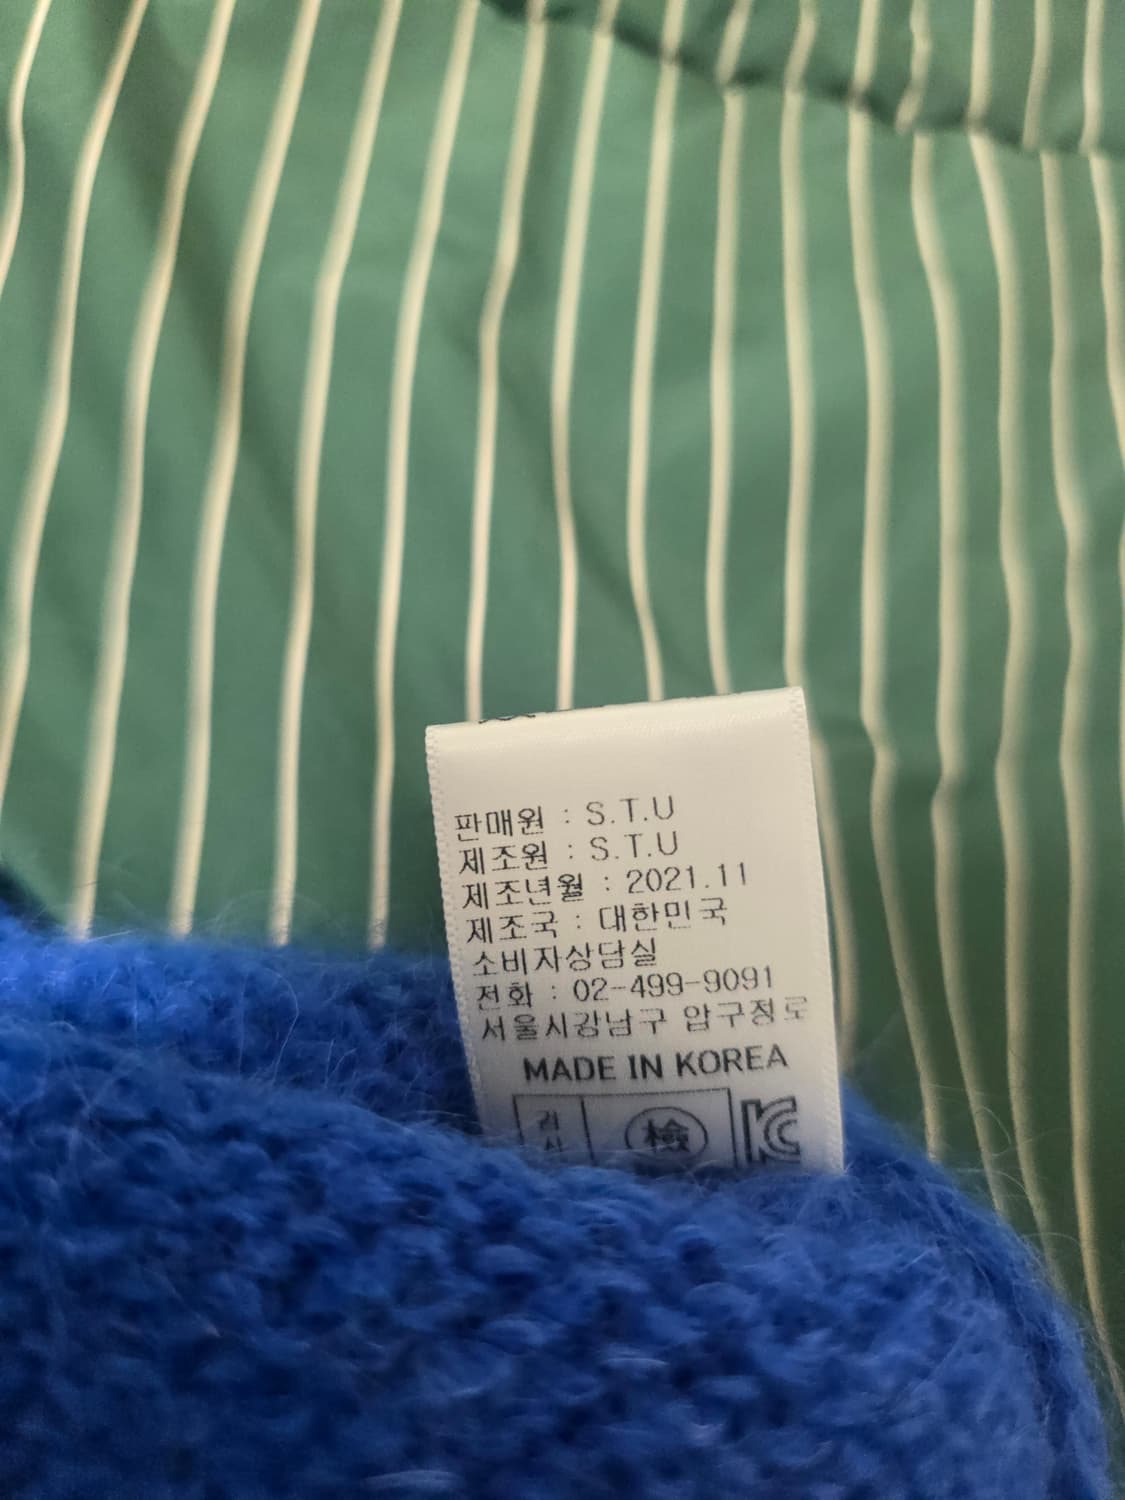 판매원 : S.T.U
제조원 : S.T.U
제조년월 : 2021.11
제조국 : 대한민국
소비자상담실
전화 : 02-499-9091
서울시강남구 압구정로
MADE IN KOREA
檢 KC